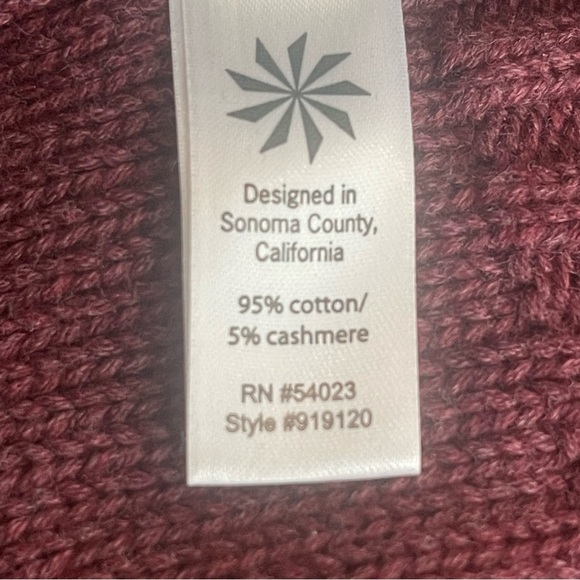 Designed in
Sonoma County,
California
95% cotton/
5% cashmere
RN #54023
Style #919120